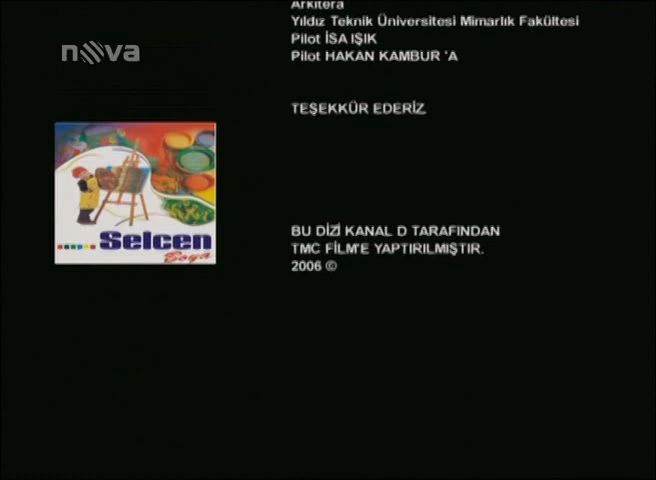 Arkitera
Yıldız Teknik Üniversitesi Mimarlık Fakültesi
Pilot İSA IŞIK
Pilot HAKAN KAMBUR 'A
nova
TEŞEKKÜR EDERİZ.
Selcen
Boya
BU DİZİ KANAL D TARAFINDAN
TMC FİLM'E YAPTIRILMIŞTIR.
2006 ©